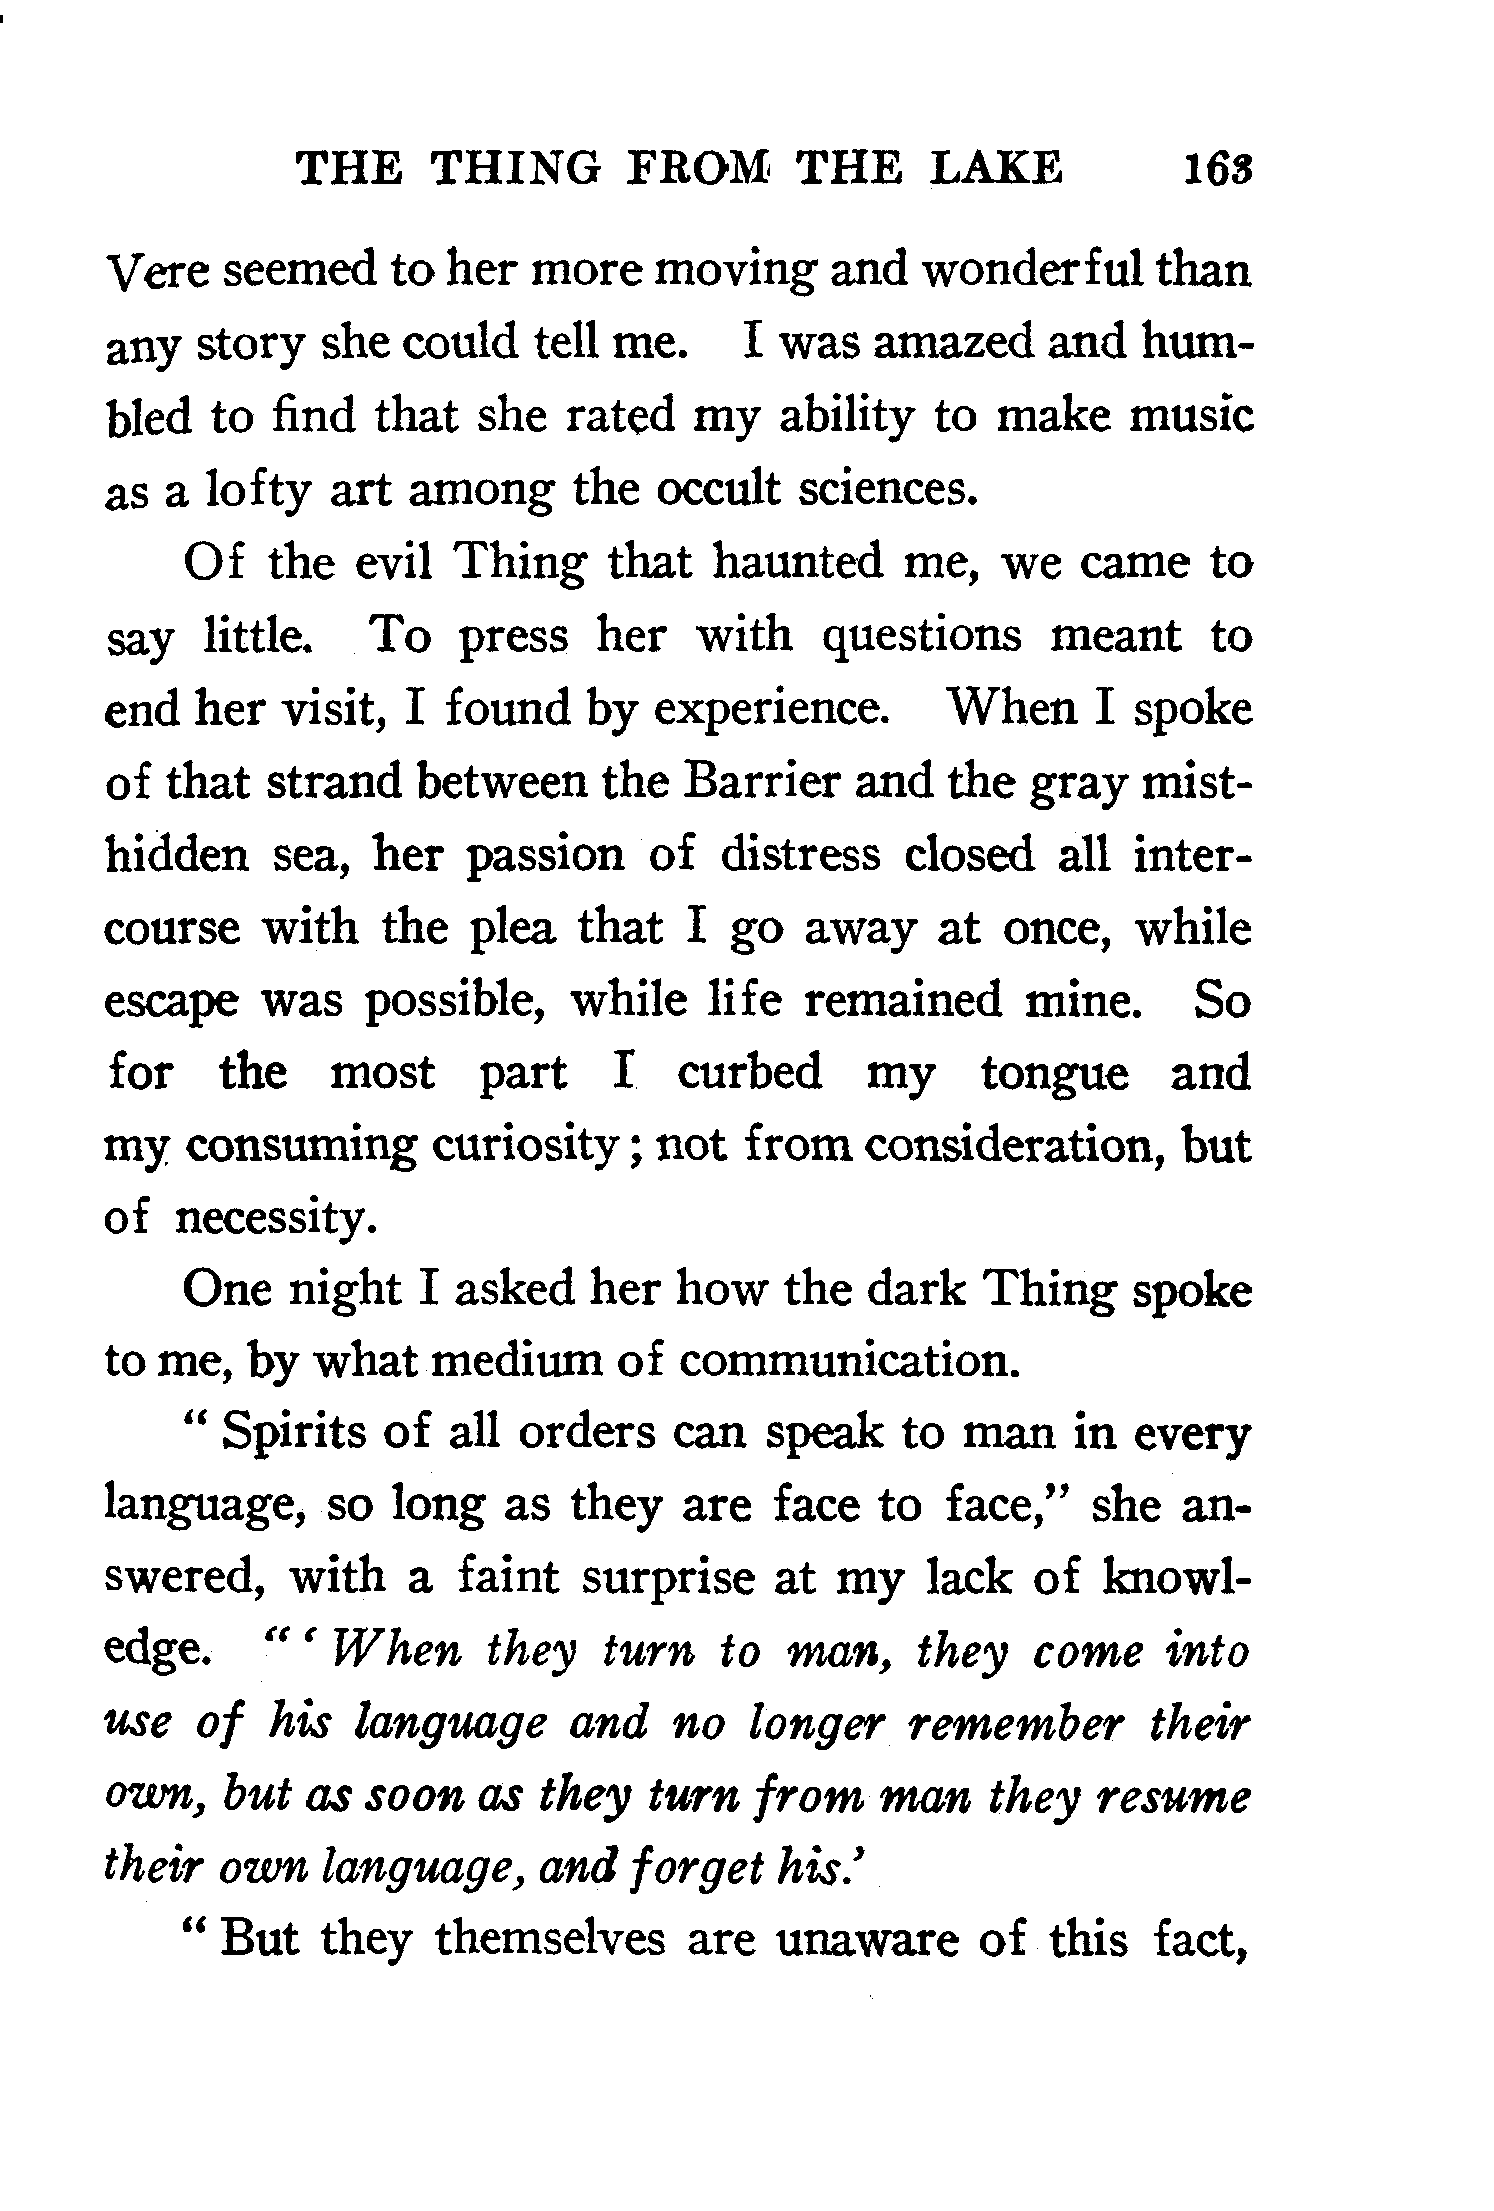 THE THING FROM THE LAKE 163
Vere seemed to her more moving and wonderful than
any story she could tell me. I was amazed and hum-
bled to find that she rated my ability to make music
as a lofty art among the occult sciences.
Of the evil Thing that haunted me, we came to
say little. To press her with questions meant to
end her visit, I found by experience. When I spoke
of that strand between the Barrier and the gray mist-
hidden sea, her passion of distress closed all inter-
course with the plea that I go away at once, while
escape was possible, while life remained mine. So
for the most part I curbed my tongue and
my consuming curiosity; not from consideration, but
of necessity.
One night I asked her how the dark Thing spoke
to me, by what medium of communication.
“ Spirits of all orders can speak to man in every
language, so long as they are face to face,” she an-
swered, with a faint surprise at my lack of knowl-
edge. “ ‘ When they turn to man, they come into
use of his language and no longer remember their
own, but as soon as they turn from man they resume
their own language, and forget his.’
“ But they themselves are unaware of this fact,